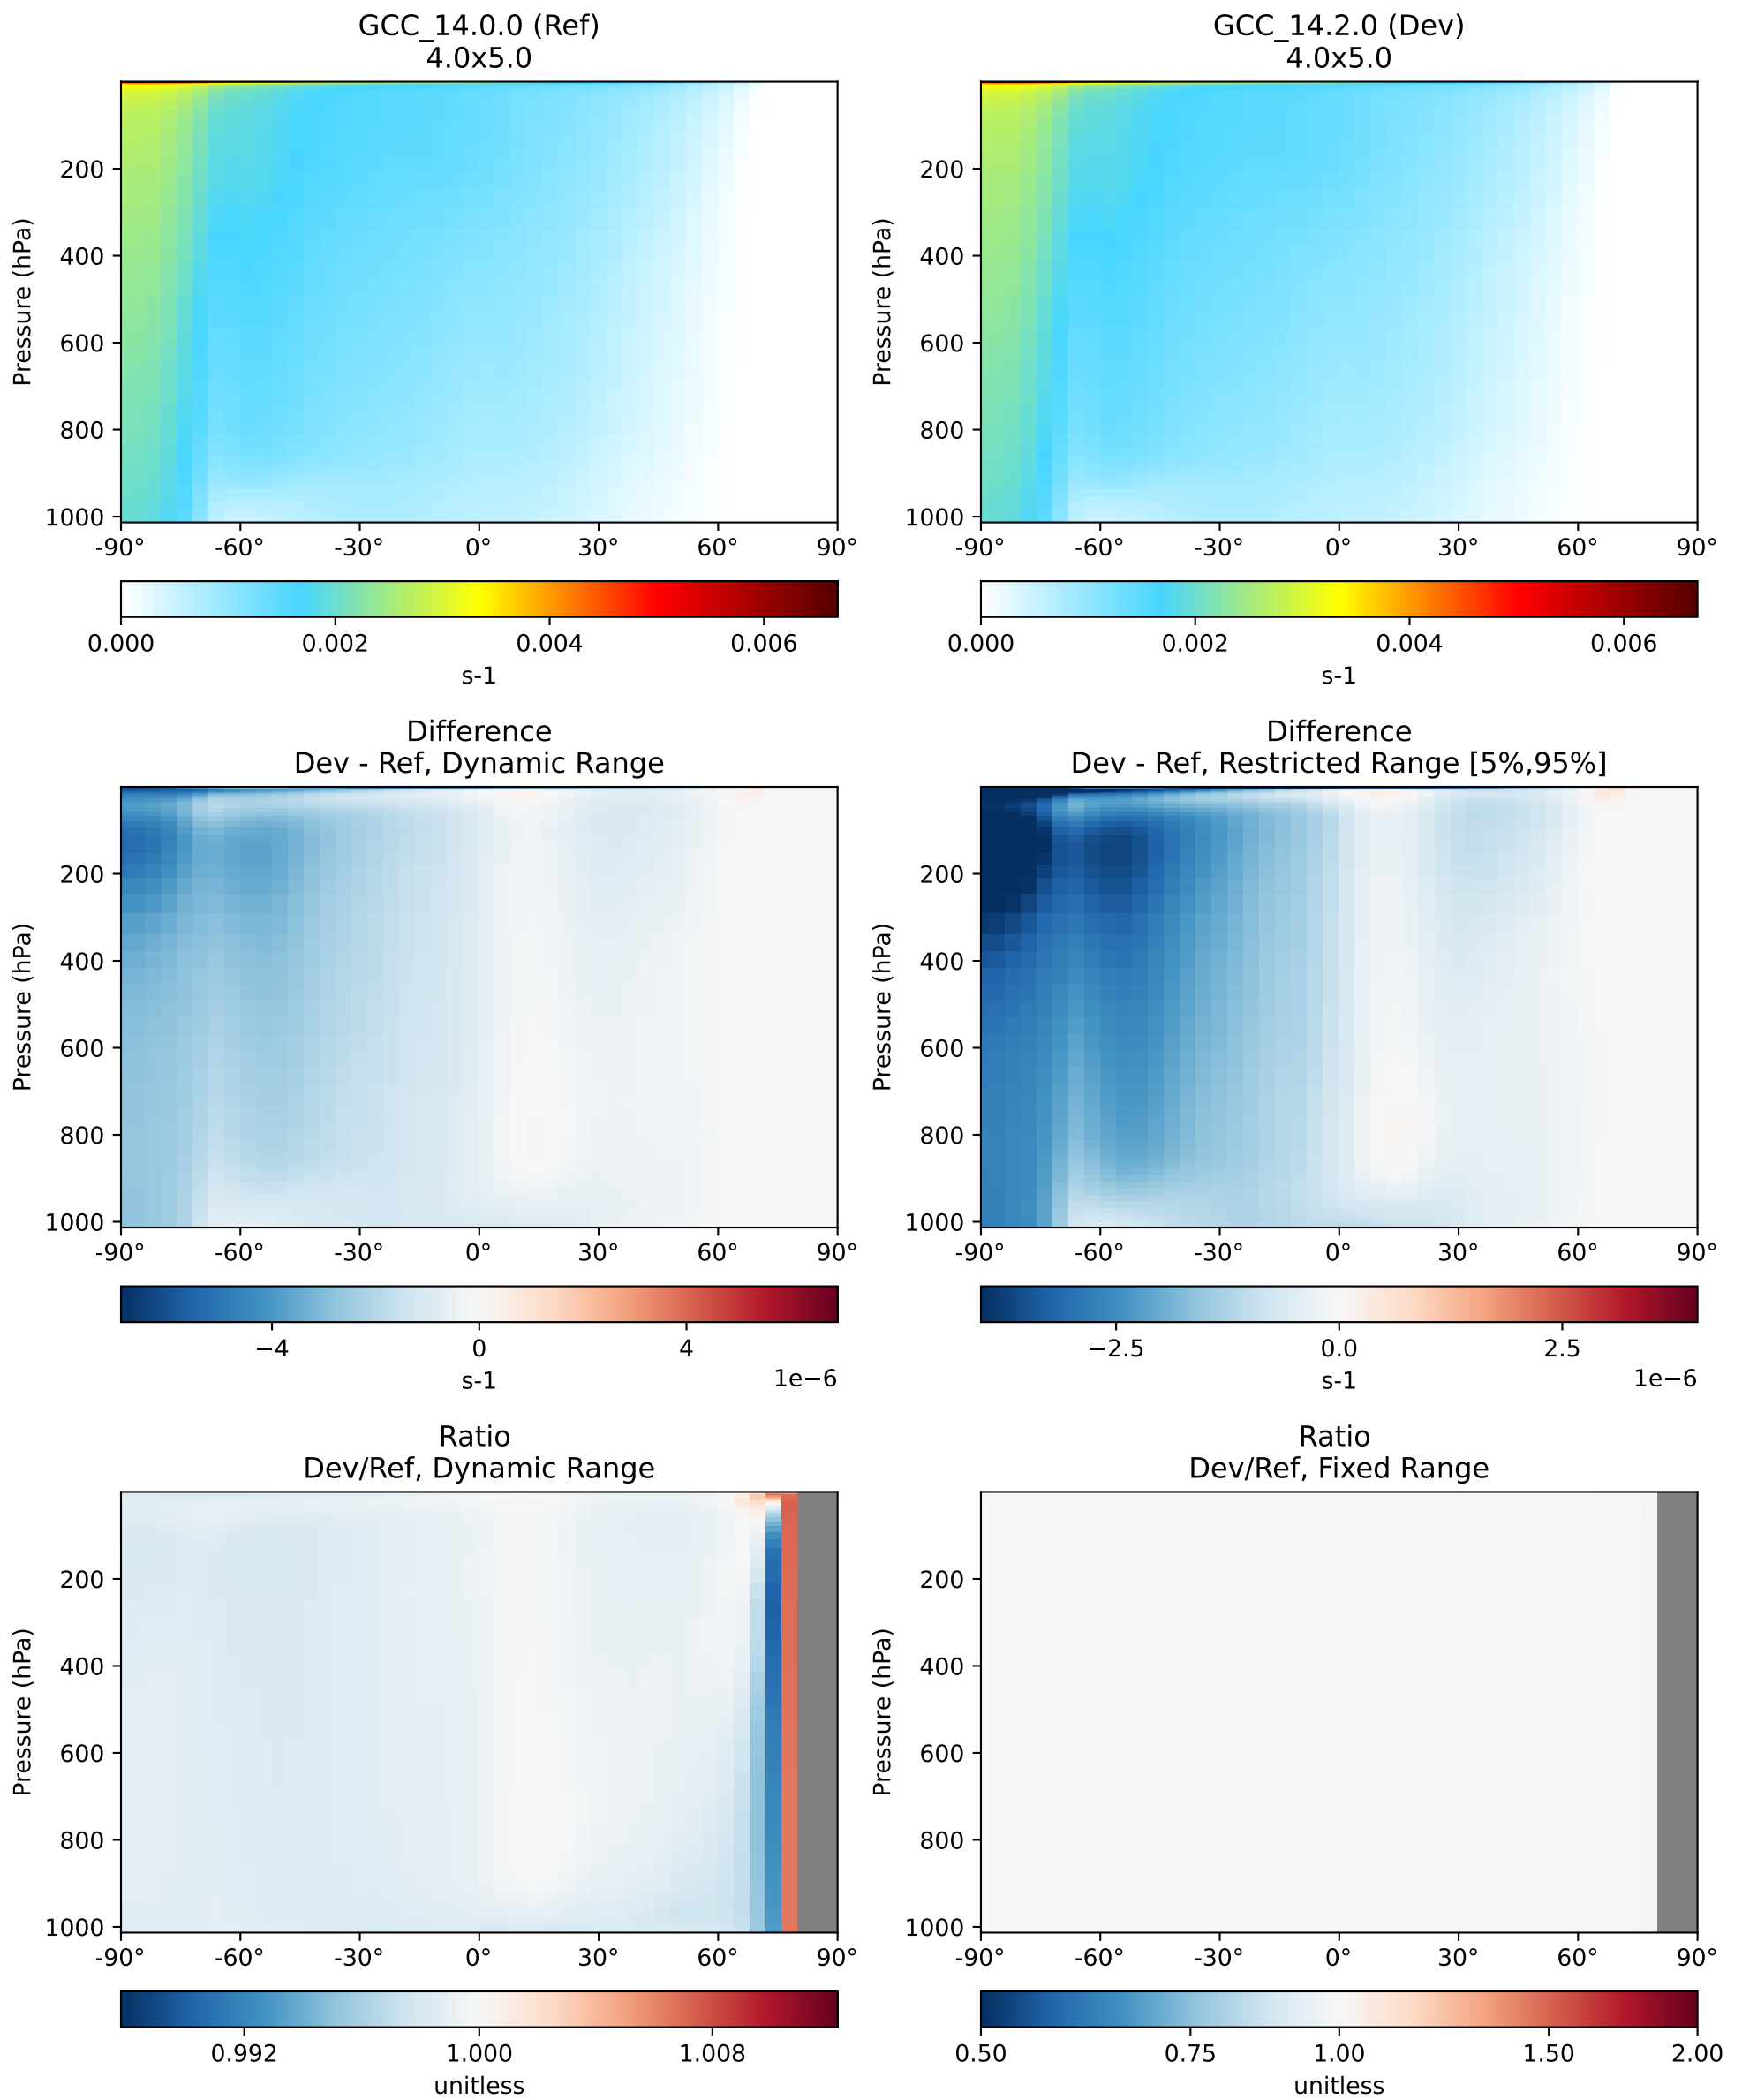 GCC_14.0.0 (Ref)
4.0x5.0
Pressure (hPa)
200
400
600
800
1000
-90° -60° -30° 0° 30° 60° 90°
0.000 0.002 0.004 0.006
s-1
GCC_14.2.0 (Dev)
4.0x5.0
Pressure (hPa)
200
400
600
800
1000
-90° -60° -30° 0° 30° 60° 90°
0.000 0.002 0.004 0.006
s-1
Difference
Dev - Ref, Dynamic Range
Pressure (hPa)
200
400
600
800
1000
-90° -60° -30° 0° 30° 60° 90°
−4 0 4
s-1 1e−6
Difference
Dev - Ref, Restricted Range [5%,95%]
Pressure (hPa)
200
400
600
800
1000
-90° -60° -30° 0° 30° 60° 90°
−2.5 0.0 2.5
s-1 1e−6
Ratio
Dev/Ref, Dynamic Range
Pressure (hPa)
200
400
600
800
1000
-90° -60° -30° 0° 30° 60° 90°
0.992 1.000 1.008
unitless
Ratio
Dev/Ref, Fixed Range
Pressure (hPa)
200
400
600
800
1000
-90° -60° -30° 0° 30° 60° 90°
0.50 0.75 1.00 1.50 2.00
unitless